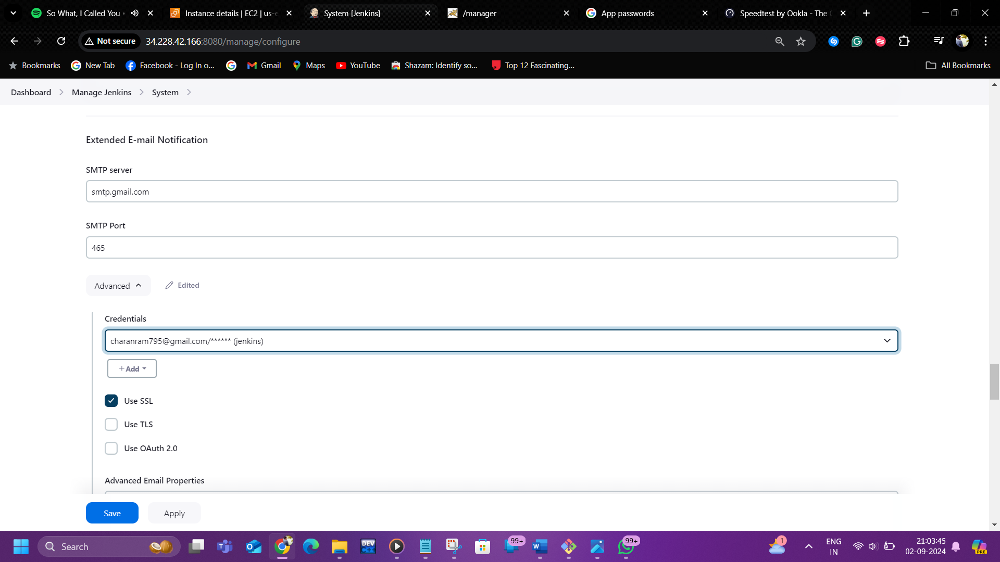 So What, I Called You
Instance details | EC2 | us-e
System [Jenkins]
/manager
App passwords
Speedtest by Ookla - The
Not secure
34.228.42.166:8080/manage/configure
Bookmarks
New Tab
Facebook - Log In o...
Gmail
Maps
YouTube
Shazam: Identify so...
Top 12 Fascinating...
All Bookmarks
Dashboard
Manage Jenkins
System
Extended E-mail Notification
SMTP server
smtp.gmail.com
SMTP Port
465
Advanced
Edited
Credentials
charanram795@gmail.com/****** (jenkins)
+ Add
Use SSL
Use TLS
Use OAuth 2.0
Advanced Email Properties
Save
Apply
Search
DEV
C++
99+
99+
1
ENG
IN
21:03:45
02-09-2024
PRE